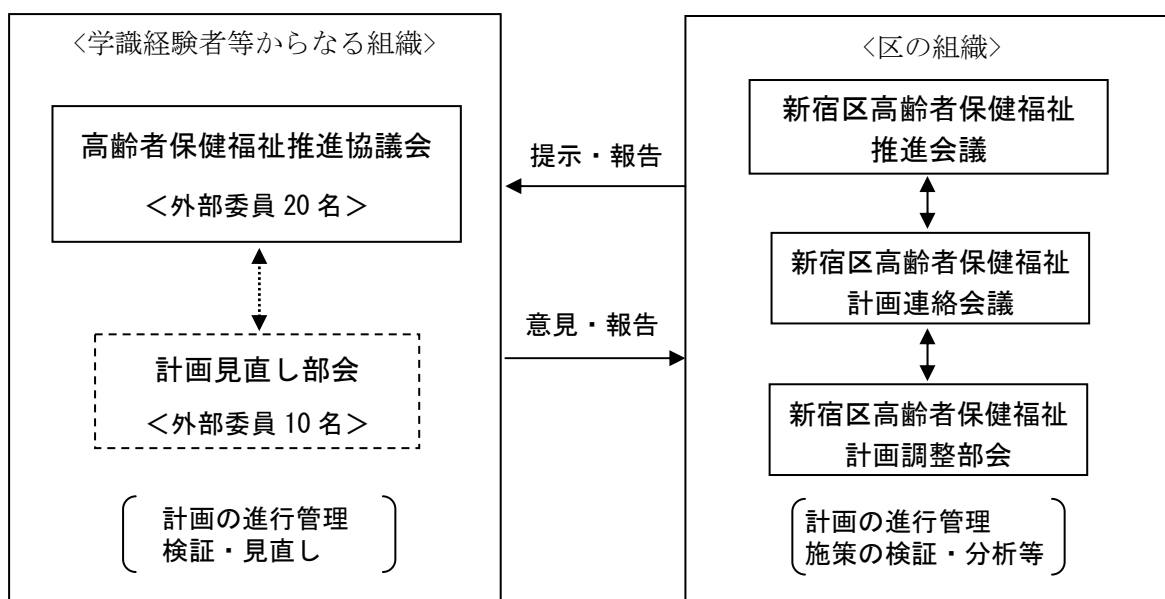 <学識経験者等からなる組織>
高齢者保健福祉推進協議会
＜外部委員 20 名＞
計画見直し部会
＜外部委員 10 名＞
計画の進行管理
検証・見直し
提示・報告
意見・報告
<区の組織>
新宿区高齢者保健福祉
推進会議
新宿区高齢者保健福祉
計画連絡会議
新宿区高齢者保健福祉
計画調整部会
計画の進行管理
施策の検証・分析等